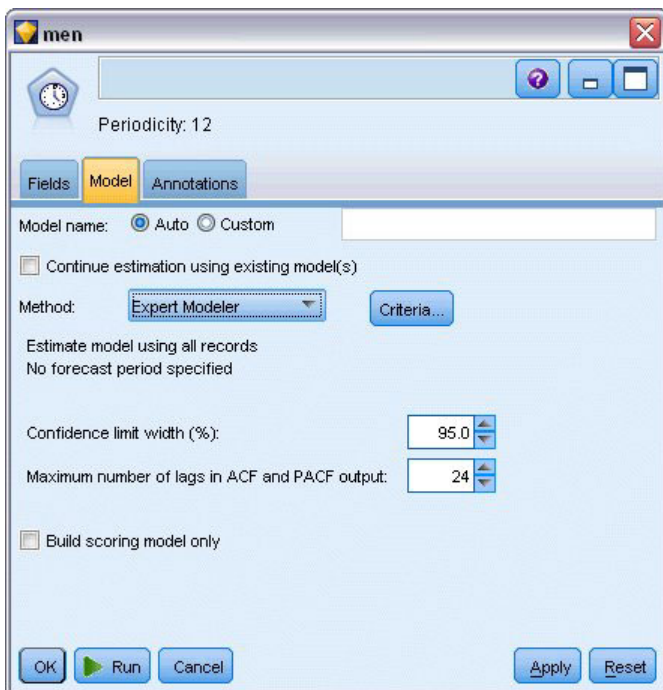 men
Periodicity: 12
Fields Model Annotations
Model name: Auto Custom
Continue estimation using existing model(s)
Method: Expert Modeler Criteria...
Estimate model using all records
No forecast period specified
Confidence limit width (%): 95.0
Maximum number of lags in ACF and PACF output: 24
Build scoring model only
OK Run Cancel Apply Reset